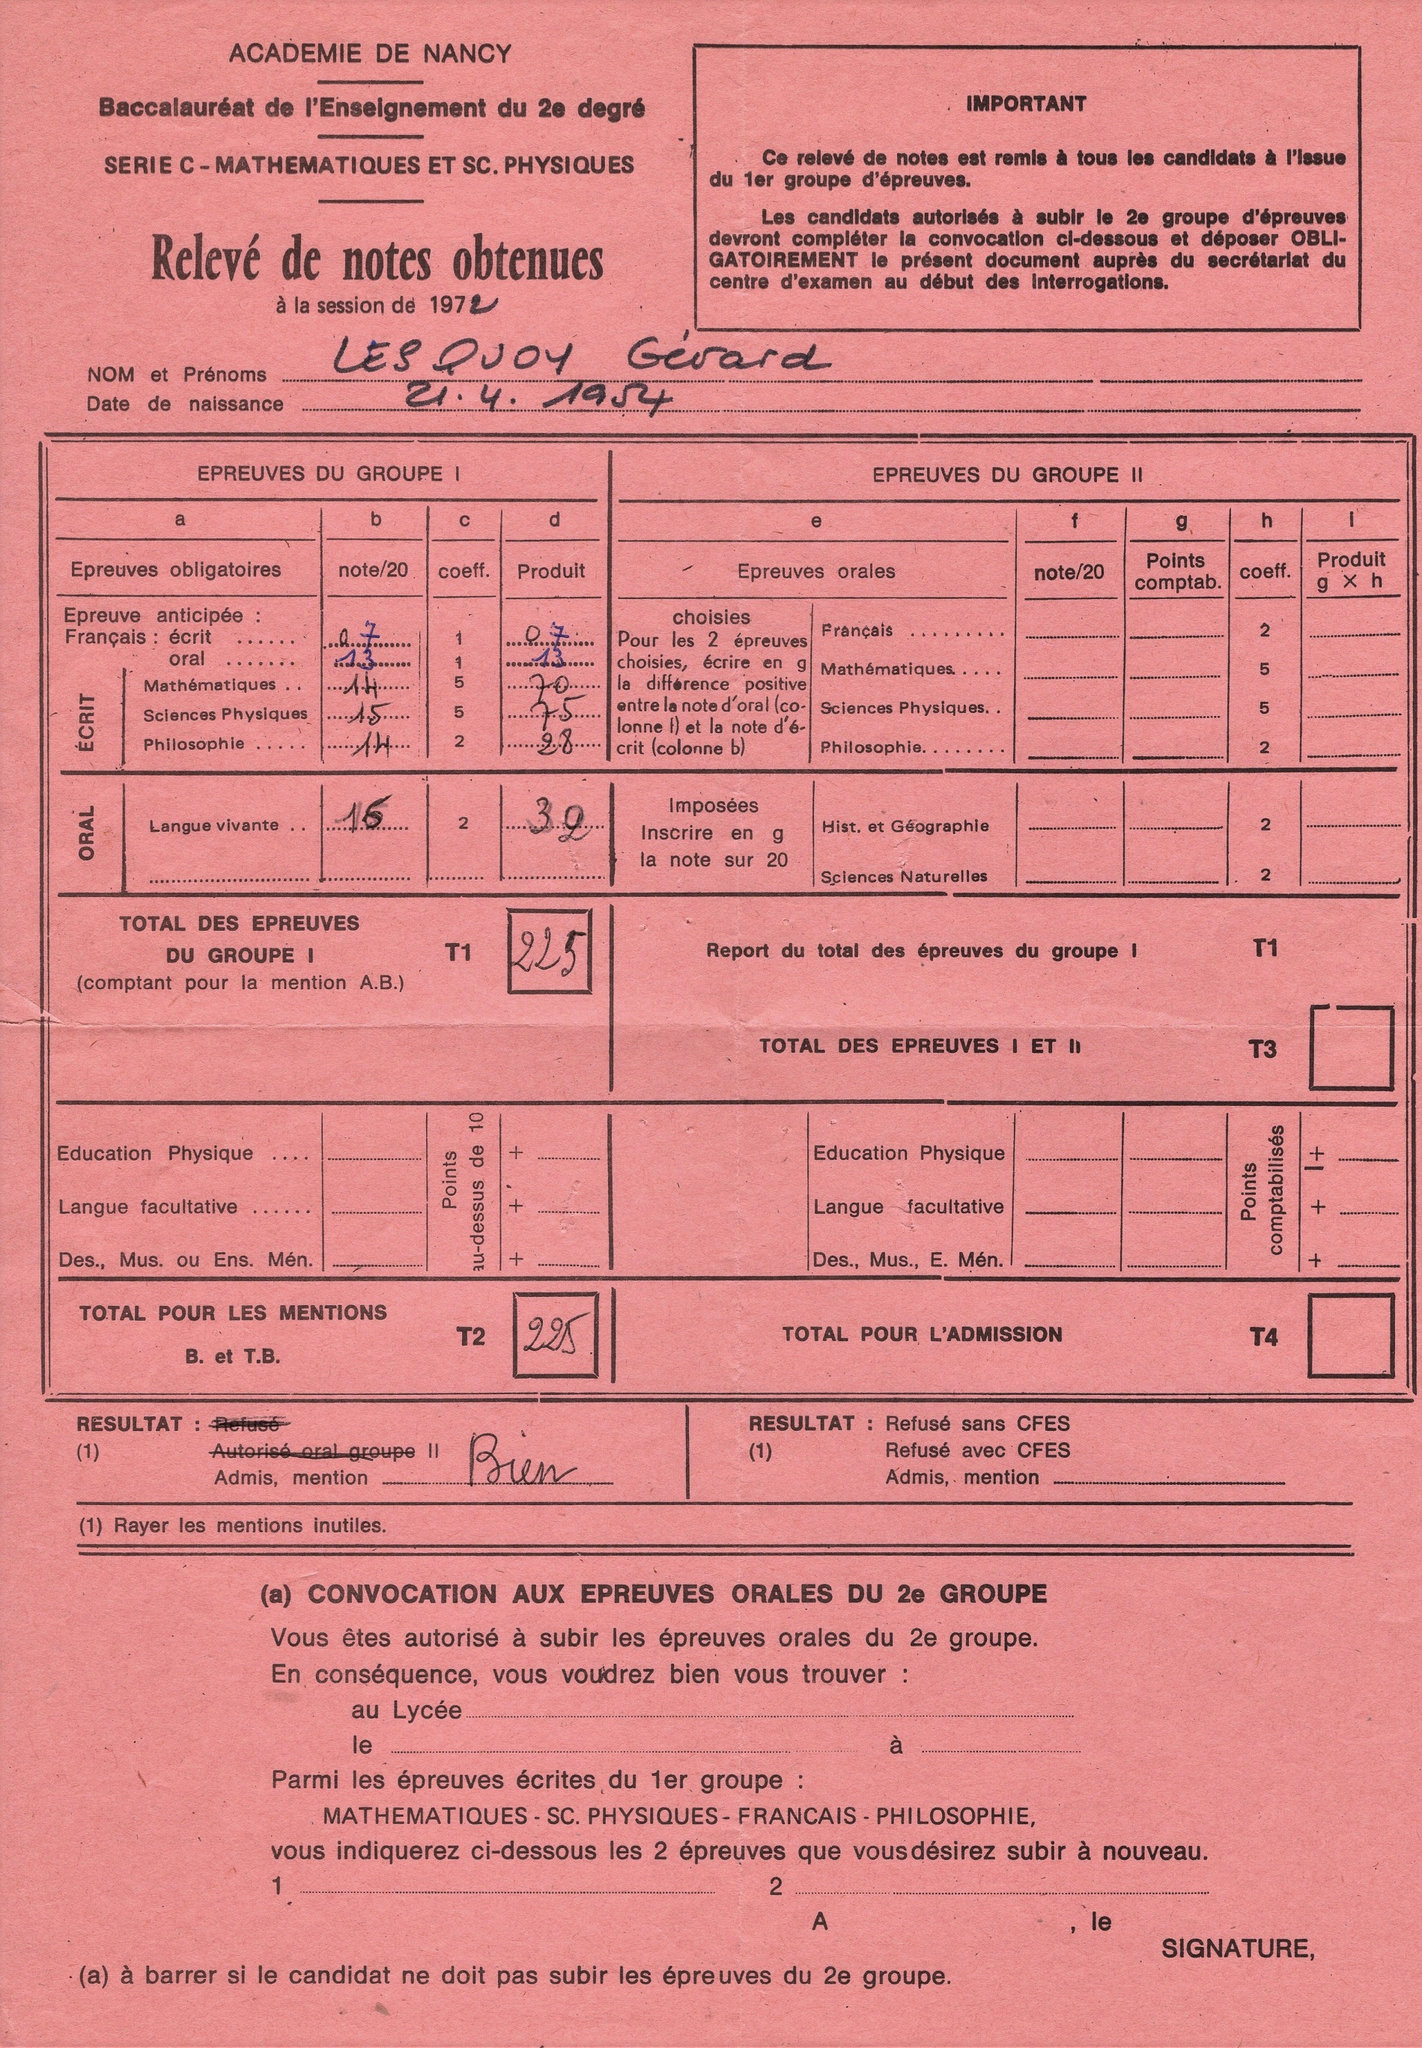 ACADEMIE DE NANCY
Baccalauréat de l'Enseignement du 2e degré
SERIE C - MATHEMATIQUES ET SC. PHYSIQUES
Relevé de notes obtenues
à la session de 1972
IMPORTANT
Ce relevé de notes est remis à tous les candidats à l'issue
du 1er groupe d'épreuves.
Les candidats autorisés à subir le 2e groupe d'épreuves
devront compléter la convocation ci-dessous et déposer OBLI-
GATOIREMENT le présent document auprès du secrétariat du
centre d'examen au début des interrogations.
NOM et Prénoms LESQUOY Gérard
Date de naissance 21.4.1954
EPREUVES DU GROUPE I
a b c d
Epreuves obligatoires note/20 coeff. Produit
Epreuve anticipée :
Français : écrit ...... 07 1 07
oral ....... 13 1 13
ÉCRIT
Mathématiques .. 14 5 70
Sciences Physiques 15 5 75
Philosophie ..... 14 2 28
ORAL
Langue vivante .. 16 2 32
TOTAL DES EPREUVES
DU GROUPE I T1 225
(comptant pour la mention A.B.)
Education Physique .... +
Langue facultative ...... +
Des., Mus. ou Ens. Mén. +
Points
au-dessus de 10
TOTAL POUR LES MENTIONS
B. et T.B. T2 225
EPREUVES DU GROUPE II
e f g h I
Epreuves orales note/20 Points comptab. coeff. Produit g X h
choisies
Pour les 2 épreuves
choisies, écrire en g
la différence positive
entre la note d'oral (co-
lonne f) et la note d'é-
crit (colonne b)
Français ......... 2
Mathématiques.... 5
Sciences Physiques.. 5
Philosophie........ 2
Imposées
Inscrire en g
la note sur 20
Hist. et Géographie 2
Sciences Naturelles 2
Report du total des épreuves du groupe I T1
TOTAL DES EPREUVES I ET II T3
Education Physique +
Langue facultative +
Des., Mus., E. Mén. +
Points
comptabilisés
TOTAL POUR L'ADMISSION T4
RESULTAT : Refusé
(1) Autorisé oral groupe II
Admis, mention Bien
RESULTAT : Refusé sans CFES
(1) Refusé avec CFES
Admis, mention
(1) Rayer les mentions inutiles.
(a) CONVOCATION AUX EPREUVES ORALES DU 2e GROUPE
Vous êtes autorisé à subir les épreuves orales du 2e groupe.
En conséquence, vous voudrez bien vous trouver :
au Lycée
le à
Parmi les épreuves écrites du 1er groupe :
MATHEMATIQUES - SC. PHYSIQUES - FRANCAIS - PHILOSOPHIE,
vous indiquerez ci-dessous les 2 épreuves que vous désirez subir à nouveau.
1 2
A , le
SIGNATURE,
(a) à barrer si le candidat ne doit pas subir les épreuves du 2e groupe.